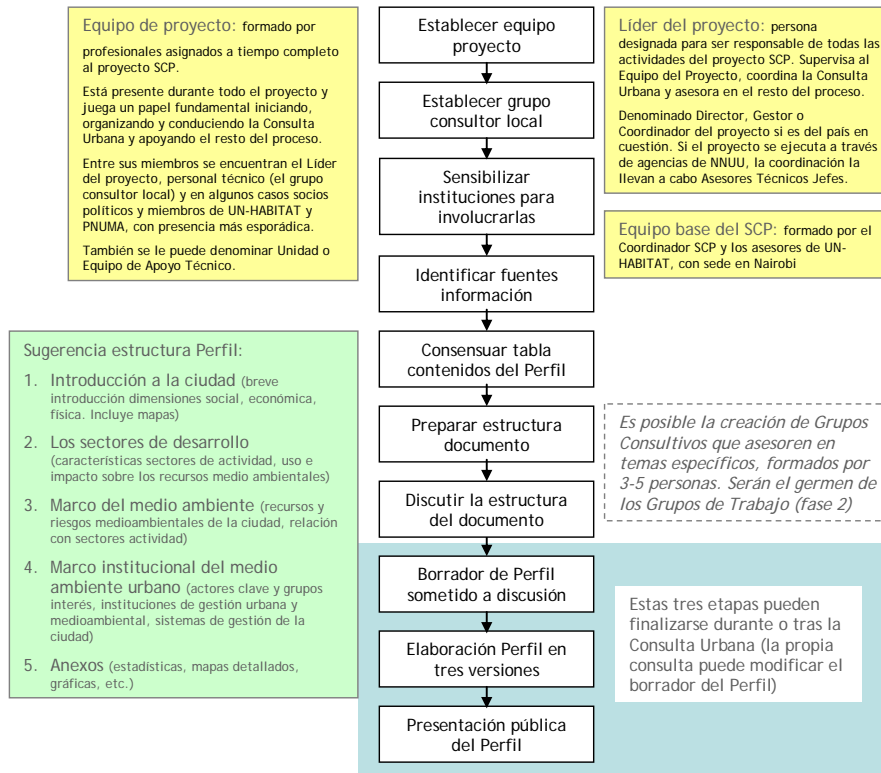 Equipo de proyecto: formado por
profesionales asignados a tiempo completo
al proyecto SCP.
Está presente durante todo el proyecto y
juega un papel fundamental iniciando,
organizando y conduciendo la Consulta
Urbana y apoyando el resto del proceso.
Entre sus miembros se encuentran el Líder
del proyecto, personal técnico (el grupo
consultor local) y en algunos casos socios
políticos y miembros de UN-HABITAT y
PNUMA, con presencia más esporádica.
También se le puede denominar Unidad o
Equipo de Apoyo Técnico.
Establecer equipo
proyecto
Establecer grupo
consultor local
Sensibilizar
instituciones para
involucrarlas
Identificar fuentes
información
Consensuar tabla
contenidos del Perfil
Preparar estructura
documento
Discutir la estructura
del documento
Borrador de Perfil
sometido a discusión
Elaboración Perfil en
tres versiones
Presentación pública
del Perfil
Líder del proyecto: persona
designada para ser responsable de todas las
actividades del proyecto SCP. Supervisa al
Equipo del Proyecto, coordina la Consulta
Urbana y asesora en el resto del proceso.
Denominado Director, Gestor o
Coordinador del proyecto si es del país en
cuestión. Si el proyecto se ejecuta a través
de agencias de NNUU, la coordinación la
llevan a cabo Asesores Técnicos Jefes.
Equipo base del SCP: formado por el
Coordinador SCP y los asesores de UN-
HABITAT, con sede en Nairobi
Sugerencia estructura Perfil:
1. Introducción a la ciudad (breve
introducción dimensiones social, económica,
física. Incluye mapas)
2. Los sectores de desarrollo
(características sectores de actividad, uso e
impacto sobre los recursos medio ambientales)
3. Marco del medio ambiente (recursos y
riesgos medioambientales de la ciudad, relación
con sectores actividad)
4. Marco institucional del medio
ambiente urbano (actores clave y grupos
interés, instituciones de gestión urbana y
medioambiental, sistemas de gestión de la
ciudad)
5. Anexos (estadísticas, mapas detallados,
gráficas, etc.)
Es posible la creación de Grupos
Consultivos que asesoren en
temas específicos, formados por
3-5 personas. Serán el germen de
los Grupos de Trabajo (fase 2)
Estas tres etapas pueden
finalizarse durante o tras la
Consulta Urbana (la propia
consulta puede modificar el
borrador del Perfil)